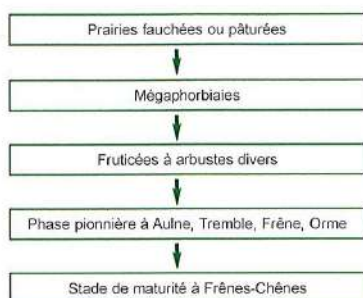 Prairies fauchées ou pâturées
Mégaphorbiaies
Fruticées à arbustes divers
Phase pionnière à Aulne, Tremble, Frêne, Orme
Stade de maturité à Frênes-Chênes